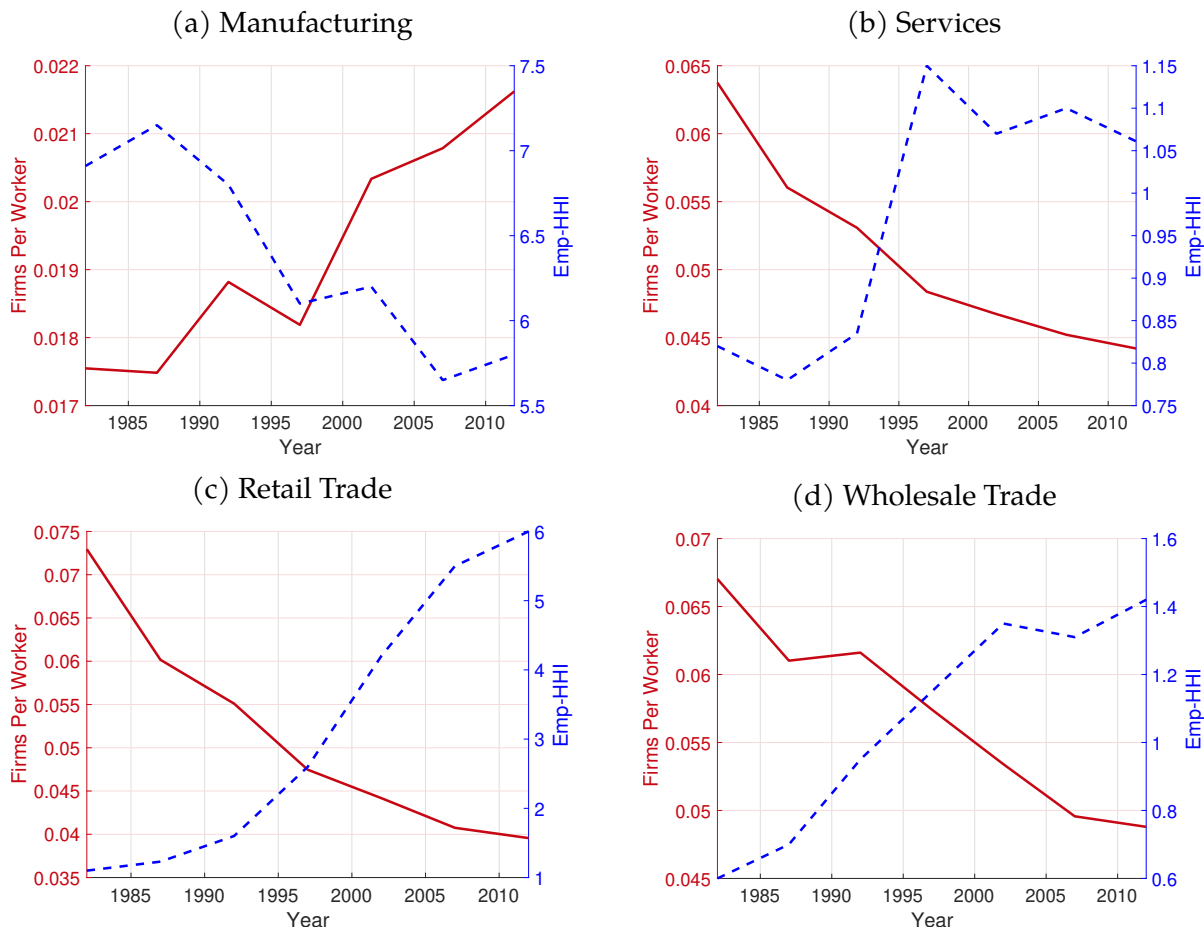 (a) Manufacturing
0.022
0.021
0.02
0.019
0.018
0.017
Firms Per Worker
7.5
7
6.5
6
5.5
Emp-HHI
1985 1990 1995 2000 2005 2010
Year
(b) Services
0.065
0.06
0.055
0.05
0.045
0.04
Firms Per Worker
1.15
1.1
1.05
1
0.95
0.9
0.85
0.8
0.75
Emp-HHI
1985 1990 1995 2000 2005 2010
Year
(c) Retail Trade
0.075
0.07
0.065
0.06
0.055
0.05
0.045
0.04
0.035
Firms Per Worker
6
5
4
3
2
1
Emp-HHI
1985 1990 1995 2000 2005 2010
Year
(d) Wholesale Trade
0.07
0.065
0.06
0.055
0.05
0.045
Firms Per Worker
1.6
1.4
1.2
1
0.8
0.6
Emp-HHI
1985 1990 1995 2000 2005 2010
Year